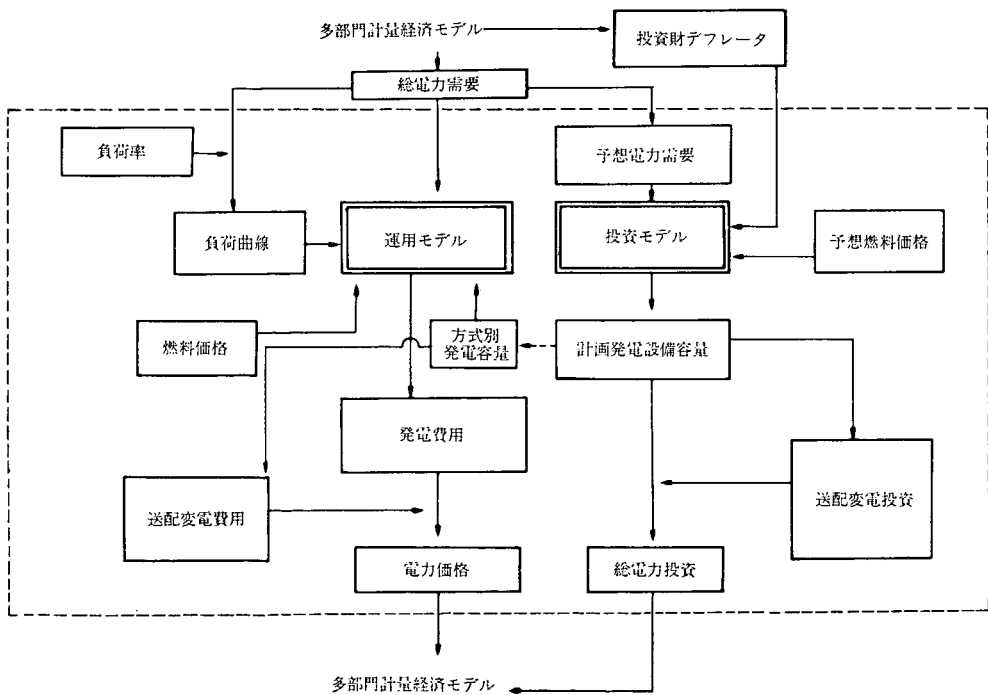 多部門計量経済モデル
投資財デフレータ
総電力需要
負荷率
予想電力需要
負荷曲線
運用モデル
投資モデル
予想燃料価格
燃料価格
方式別
発電容量
計画発電設備容量
発電費用
送配変電費用
送配変電投資
電力価格
総電力投資
多部門計量経済モデル